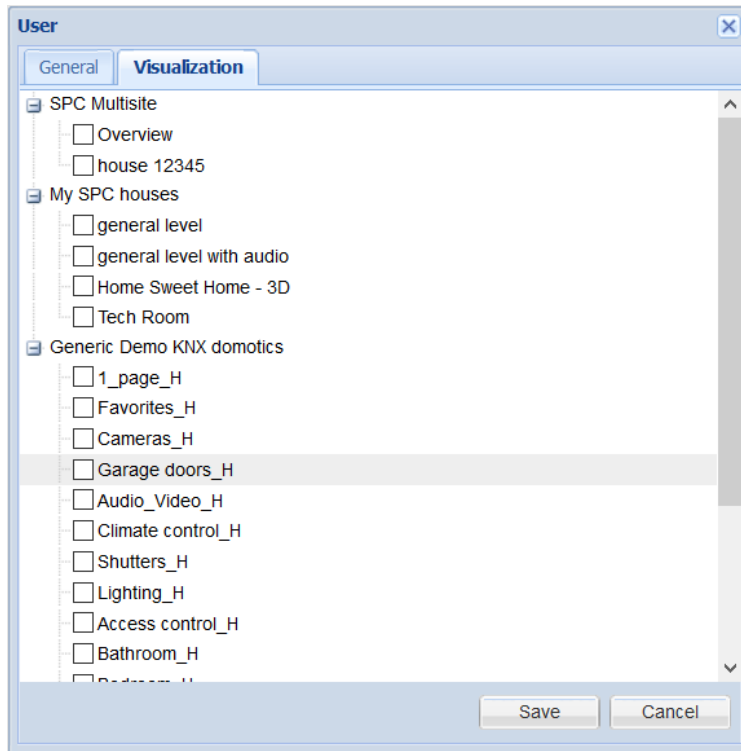 User
General Visualization
SPC Multisite
Overview
house 12345
My SPC houses
general level
general level with audio
Home Sweet Home - 3D
Tech Room
Generic Demo KNX domotics
1_page_H
Favorites_H
Cameras_H
Garage doors_H
Audio_Video_H
Climate control_H
Shutters_H
Lighting_H
Access control_H
Bathroom_H
Save Cancel